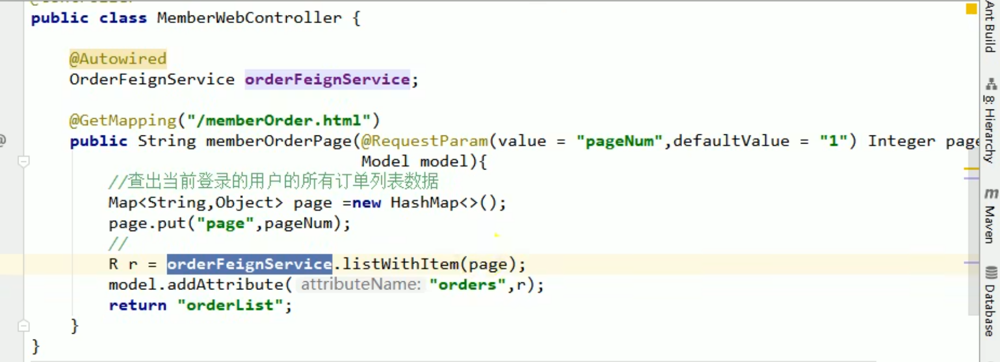 public class MemberWebController {
@Autowired
OrderFeignService orderFeignService;
@GetMapping("/memberOrder.html")
public String memberOrderPage(@RequestParam(value = "pageNum",defaultValue = "1") Integer page
Model model){
//查出当前登录的用户的所有订单列表数据
Map<String,Object> page =new HashMap<>();
page.put("page",pageNum);
//
R r = orderFeignService.listWithItem(page);
model.addAttribute( attributeName: "orders",r);
return "orderList";
}
}
Ant Build
8: Hierarchy
m Maven
Database